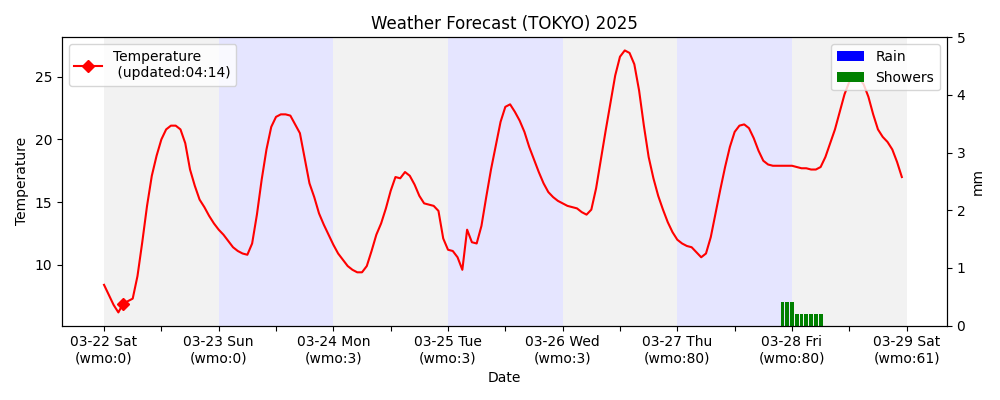 Weather Forecast (TOKYO) 2025
Temperature
(updated:04:14)
Rain
Showers
Temperature
25
20
15
10
5
4
3
2
1
0
mm
03-22 Sat
(wmo:0)
03-23 Sun
(wmo:0)
03-24 Mon
(wmo:3)
03-25 Tue
(wmo:3)
03-26 Wed
(wmo:3)
03-27 Thu
(wmo:80)
03-28 Fri
(wmo:80)
03-29 Sat
(wmo:61)
Date